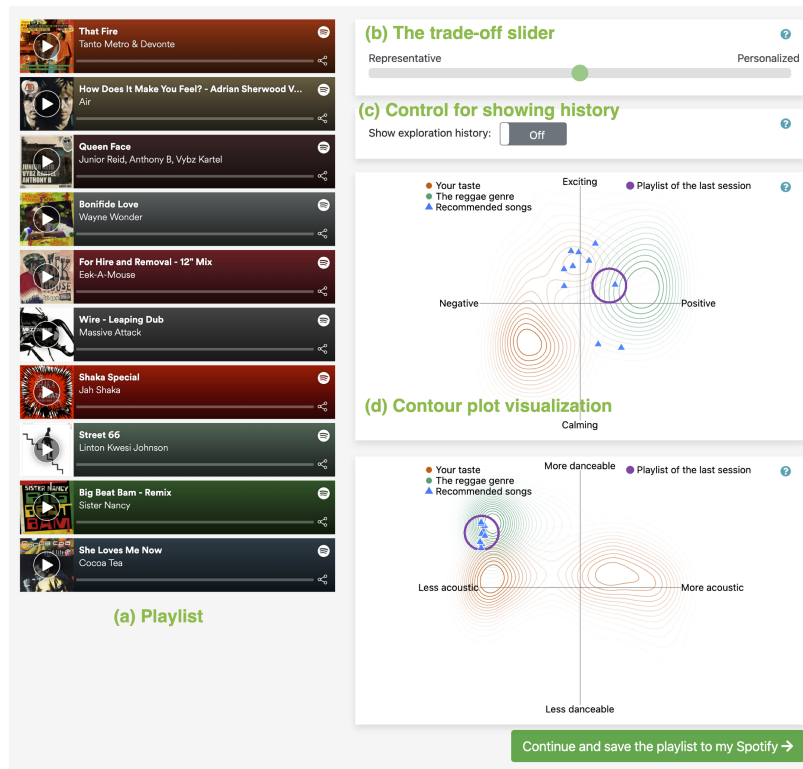 That Fire
Tanto Metro & Devonte
How Does It Make You Feel? - Adrian Sherwood V...
Air
Queen Face
Junior Reid, Anthony B, Vybz Kartel
Bonifide Love
Wayne Wonder
For Hire and Removal - 12" Mix
Eek-A-Mouse
Wire - Leaping Dub
Massive Attack
Shaka Special
Jah Shaka
Street 66
Linton Kwesi Johnson
SISTER NANCY
BIG BEAT BAM
Big Beat Bam - Remix
Sister Nancy
She Loves Me Now
Cocoa Tea
(a) Playlist
(b) The trade-off slider
?
Representative
Personalized
(c) Control for showing history
?
Show exploration history:
Off
Your taste
The reggae genre
Recommended songs
Exciting
Playlist of the last session
?
Negative
Positive
(d) Contour plot visualization
Calming
Your taste
The reggae genre
Recommended songs
More danceable
Playlist of the last session
?
Less acoustic
More acoustic
Less danceable
Continue and save the playlist to my Spotify →